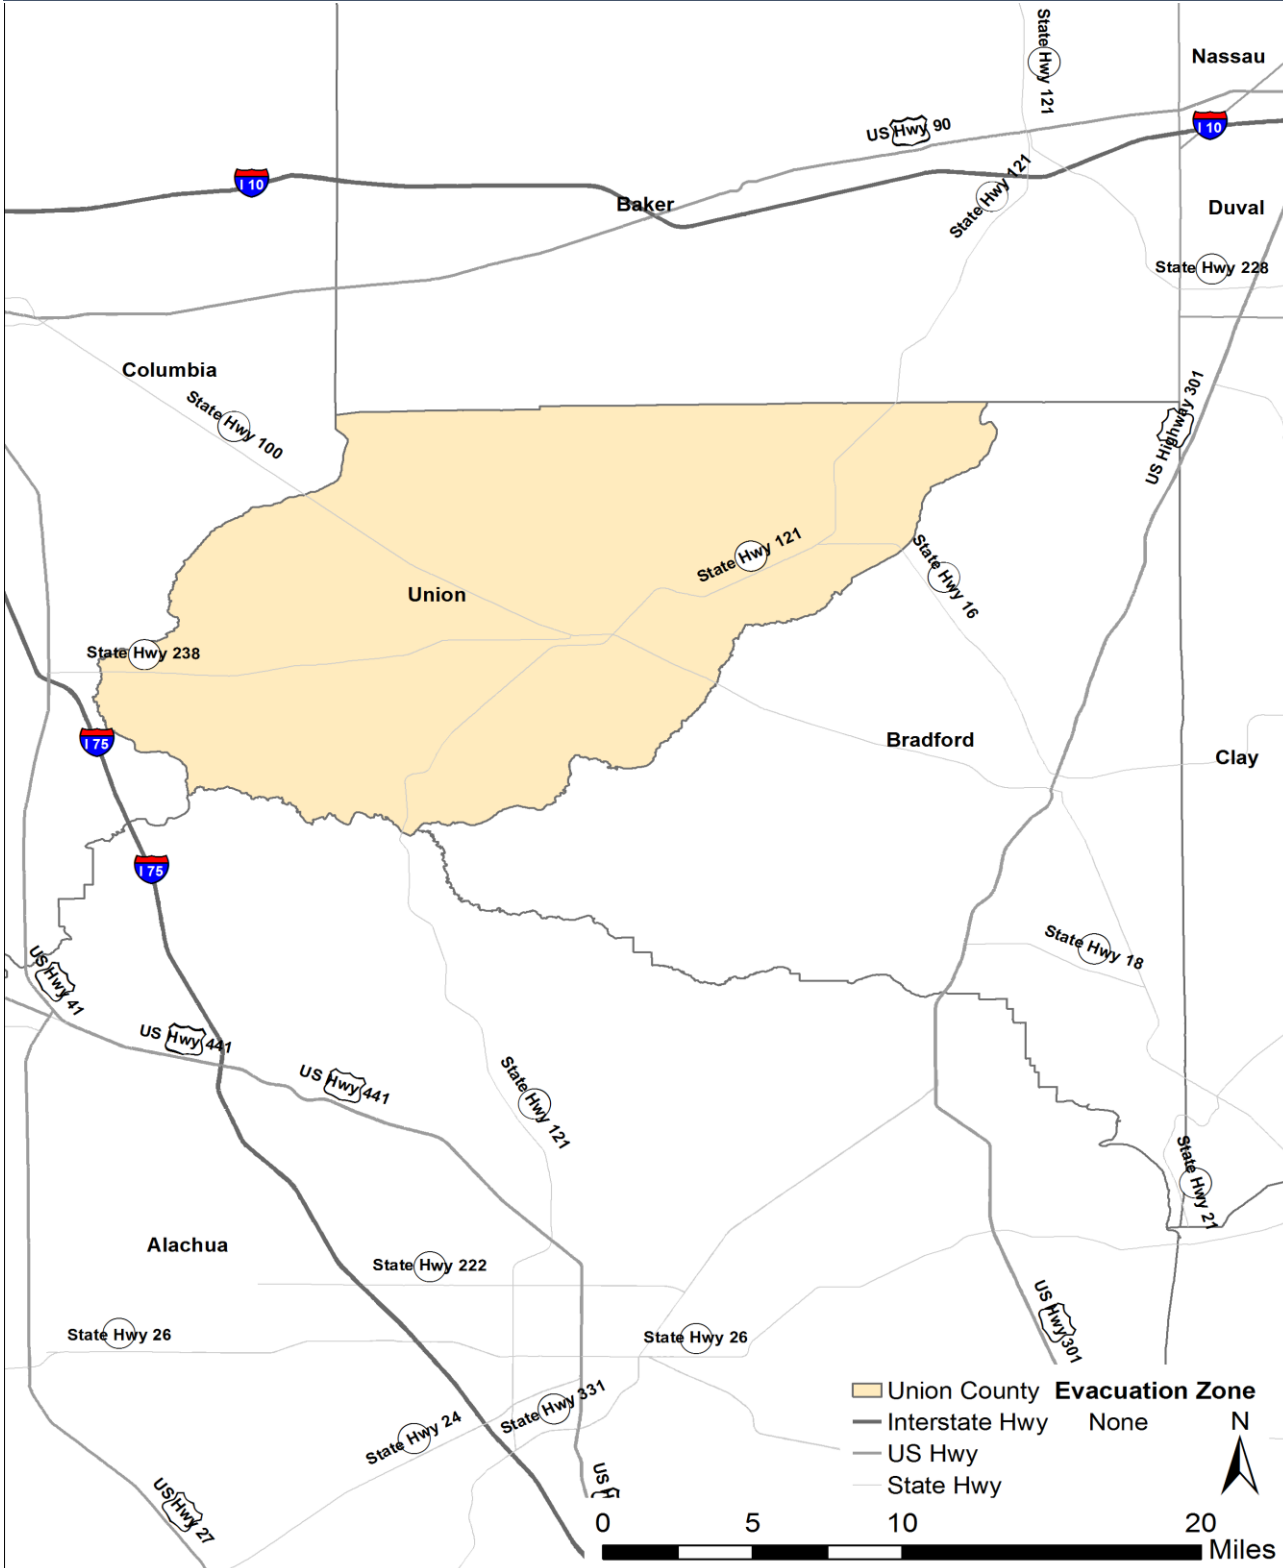 State Hwy 121
Nassau
US Hwy 90
I 10
I 10
State Hwy 121
Baker
Duval
State Hwy 228
Columbia
State Hwy 100
US Highway 301
State Hwy 121
State Hwy 16
Union
State Hwy 238
I 75
Bradford
Clay
I 75
State Hwy 18
US Hwy 41
US Hwy 441
US Hwy 441
State Hwy 121
State Hwy 21
Alachua
State Hwy 222
State Hwy 26
State Hwy 26
US Hwy 301
State Hwy 331
State Hwy 24
US Hwy 27
US H
Union County Evacuation Zone
Interstate Hwy None
N
US Hwy
State Hwy
0 5 10 20
Miles